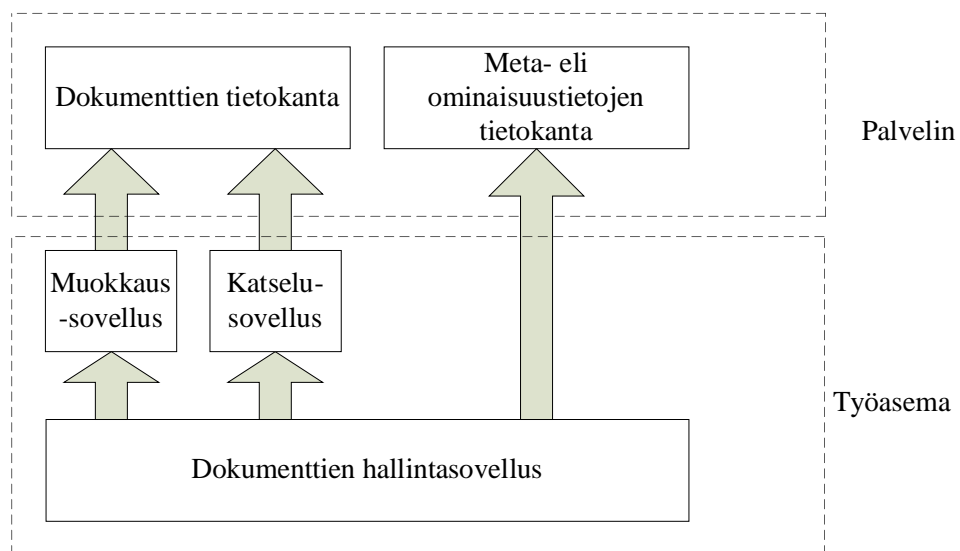 Dokumenttien tietokanta
Meta- eli
ominaisuustietojen
tietokanta
Palvelin
Muokkaus
-sovellus
Katselu-
sovellus
Työasema
Dokumenttien hallintasovellus